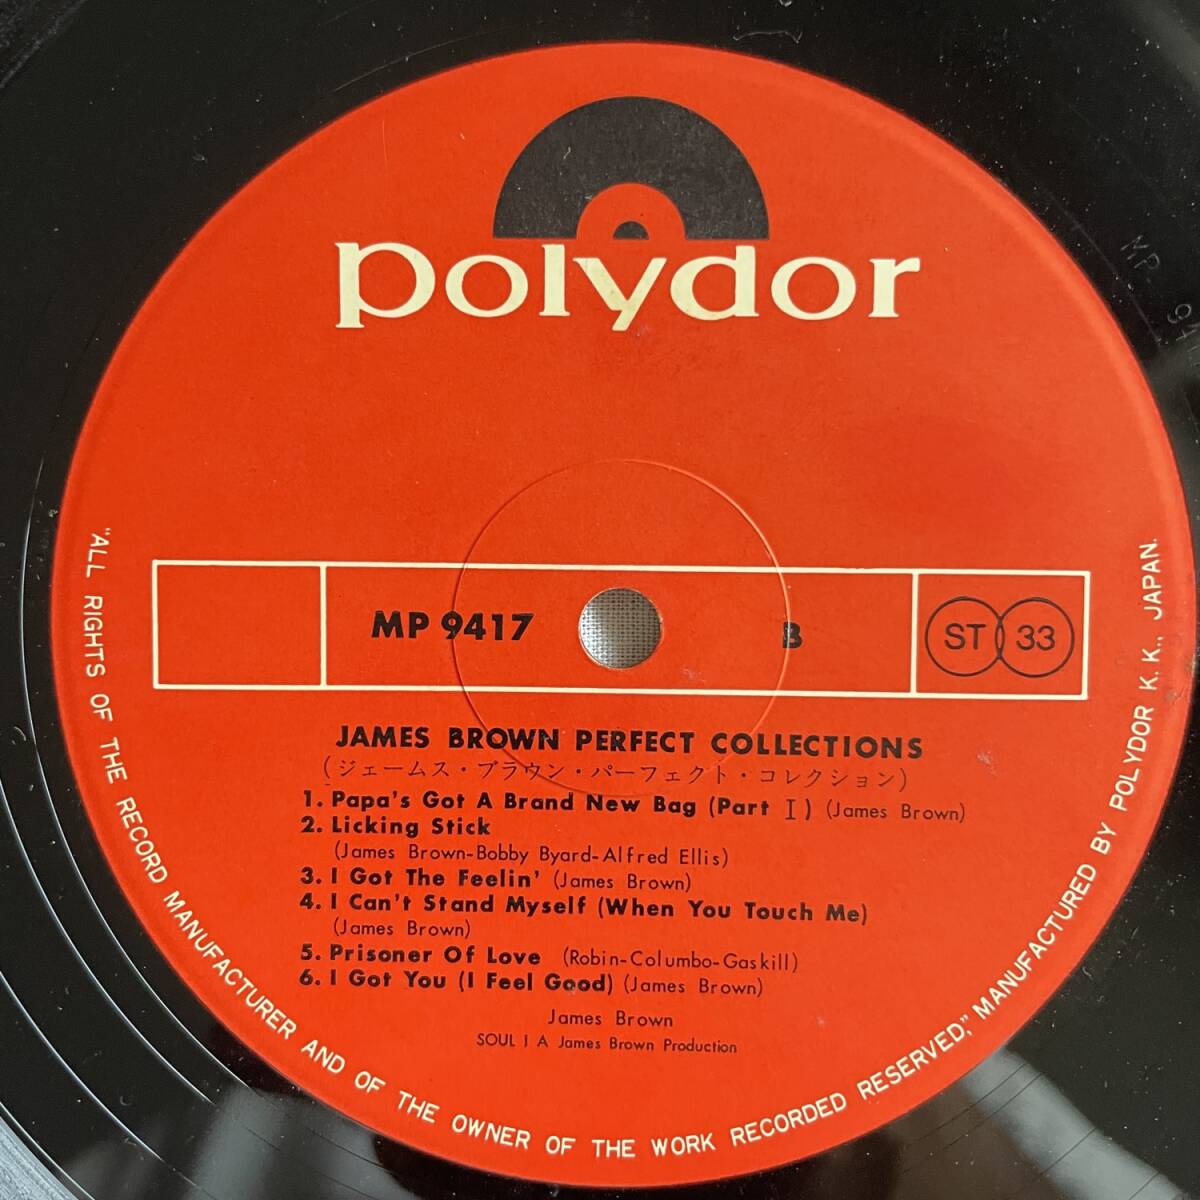 polydor
MP 9417 B ST 33
JAMES BROWN PERFECT COLLECTIONS
(ジェームス・ブラウン・パーフェクト・コレクション)
1. Papa's Got A Brand New Bag (Part I) (James Brown)
2. Licking Stick
(James Brown-Bobby Byard-Alfred Ellis)
3. I Got The Feelin' (James Brown)
4. I Can't Stand Myself (When You Touch Me)
(James Brown)
5. Prisoner Of Love (Robin-Columbo-Gaskill)
6. I Got You (I Feel Good) (James Brown)
James Brown
SOUL I A James Brown Production
"ALL RIGHTS OF THE RECORD MANUFACTURER AND OF THE OWNER OF THE WORK RECORDED RESERVED," MANUFACTURED BY POLYDOR K.K., JAPAN.
MP